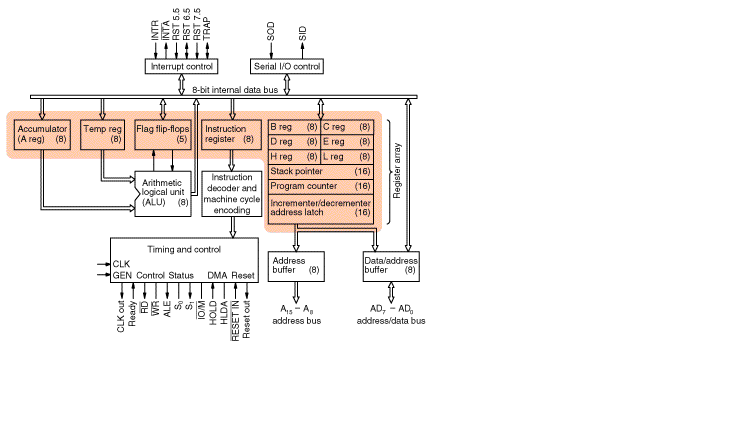 INTR
INTA
RST 5.5
RST 6.5
RST 7.5
TRAP
SOD
SID
Interrupt control
Serial I/O control
8-bit internal data bus
Accumulator
(A reg) (8)
Temp reg
(8)
Flag flip-flops
(5)
Instruction
register (8)
B reg (8) C reg (8)
D reg (8) E reg (8)
H reg (8) L reg (8)
Stack pointer (16)
Program counter (16)
Incrementer/decrementer
address latch (16)
Register array
Arithmetic
logical unit
(ALU) (8)
Instruction
decoder and
machine cycle
encoding
Timing and control
CLK
GEN Control Status DMA Reset
Address
buffer (8)
Data/address
buffer (8)
CLK out
Ready
RD
WR
ALE
S0
S1
IO/M
HOLD
HLDA
RESET IN
Reset out
A15 – A8
address bus
AD7 – AD0
address/data bus